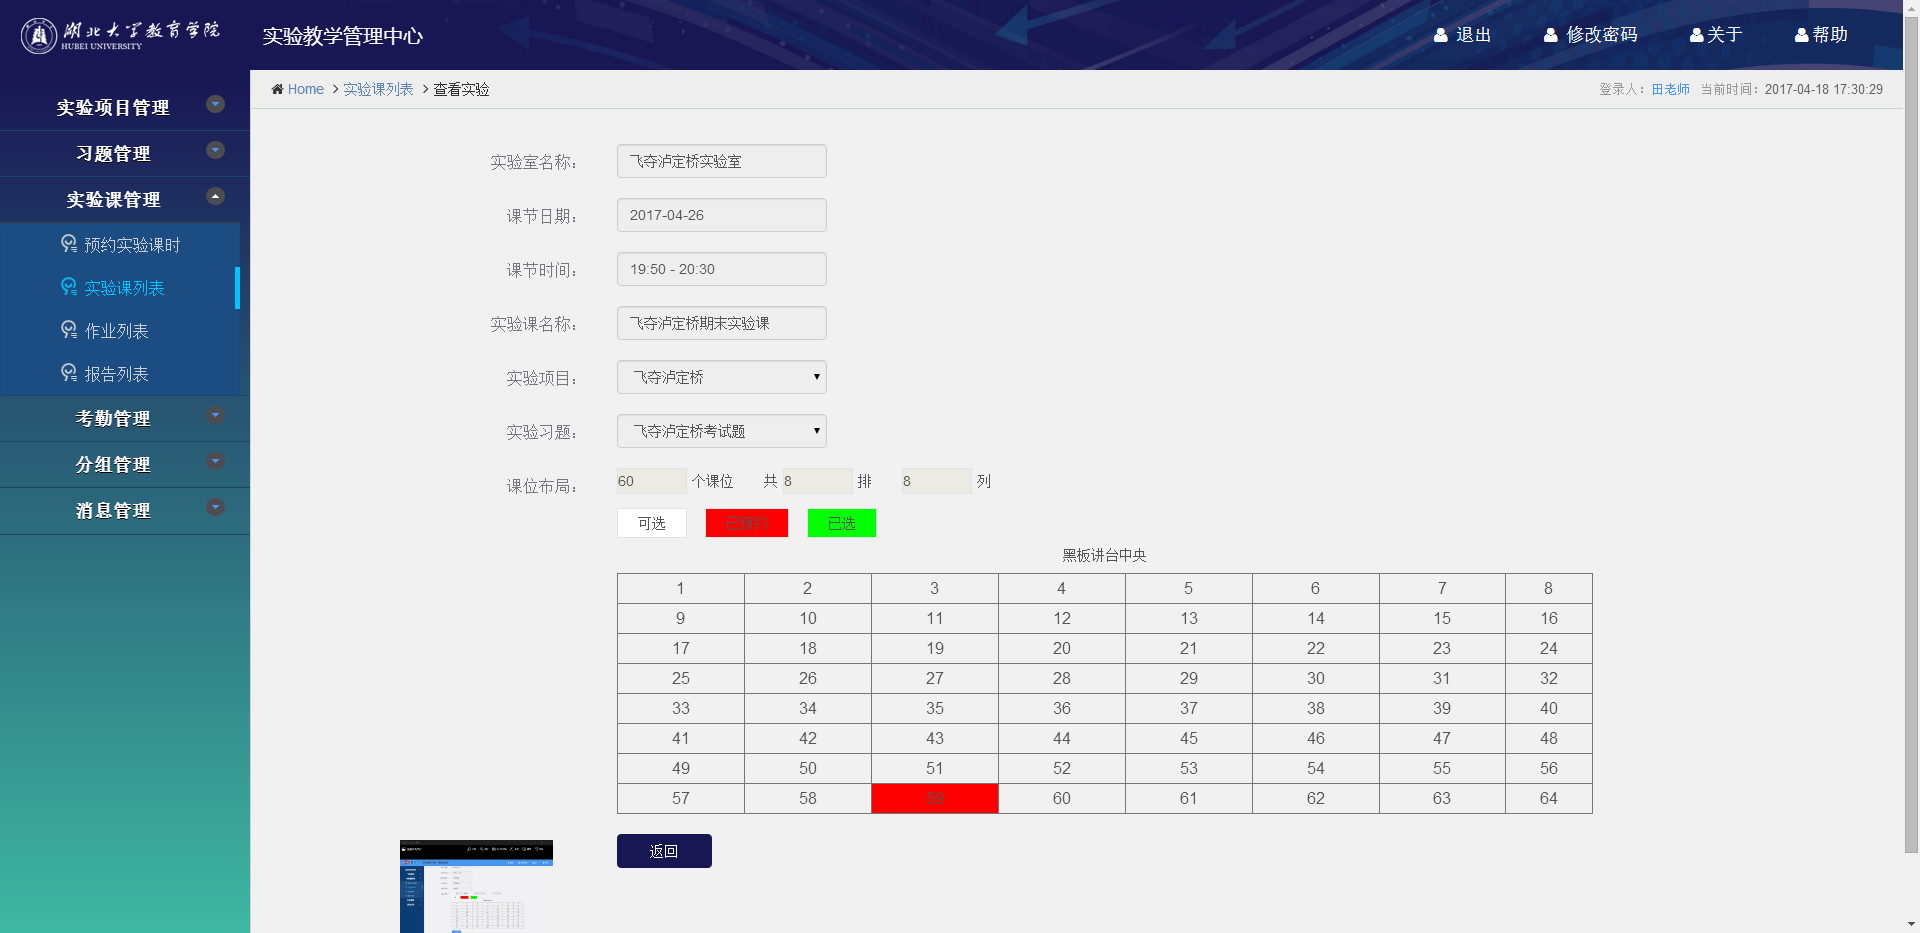 湖北大学教育学院
HUBEI UNIVERSITY
实验教学管理中心
退出
修改密码
关于
帮助
Home > 实验课列表 > 查看实验
登录人：田老师 当前时间：2017-04-18 17:30:29
实验项目管理
习题管理
实验课管理
预约实验课时
实验课列表
作业列表
报告列表
考勤管理
分组管理
消息管理
实验室名称：
飞夺泸定桥实验室
课节日期：
2017-04-26
课节时间：
19:50 - 20:30
实验课名称：
飞夺泸定桥期末实验课
实验项目：
飞夺泸定桥
实验习题：
飞夺泸定桥考试题
课位布局：
60 个课位 共 8 排 8 列
可选
已选
黑板讲台中央
1 2 3 4 5 6 7 8
9 10 11 12 13 14 15 16
17 18 19 20 21 22 23 24
25 26 27 28 29 30 31 32
33 34 35 36 37 38 39 40
41 42 43 44 45 46 47 48
49 50 51 52 53 54 55 56
57 58 59 60 61 62 63 64
返回